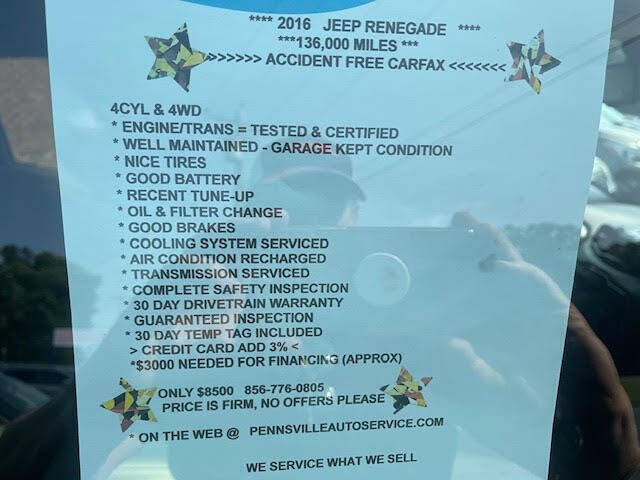 **** 2016 JEEP RENEGADE ****
***136,000 MILES ***
>>>>>> ACCIDENT FREE CARFAX <<<<<<<
4CYL & 4WD
* ENGINE/TRANS = TESTED & CERTIFIED
* WELL MAINTAINED - GARAGE KEPT CONDITION
* NICE TIRES
* GOOD BATTERY
* RECENT TUNE-UP
* OIL & FILTER CHANGE
* GOOD BRAKES
* COOLING SYSTEM SERVICED
* AIR CONDITION RECHARGED
* TRANSMISSION SERVICED
* COMPLETE SAFETY INSPECTION
* 30 DAY DRIVETRAIN WARRANTY
* GUARANTEED INSPECTION
* 30 DAY TEMP TAG INCLUDED
> CREDIT CARD ADD 3% <
*$3000 NEEDED FOR FINANCING (APPROX)
ONLY $8500 856-776-0805
PRICE IS FIRM, NO OFFERS PLEASE
* ON THE WEB @ PENNSVILLEAUTOSERVICE.COM
WE SERVICE WHAT WE SELL